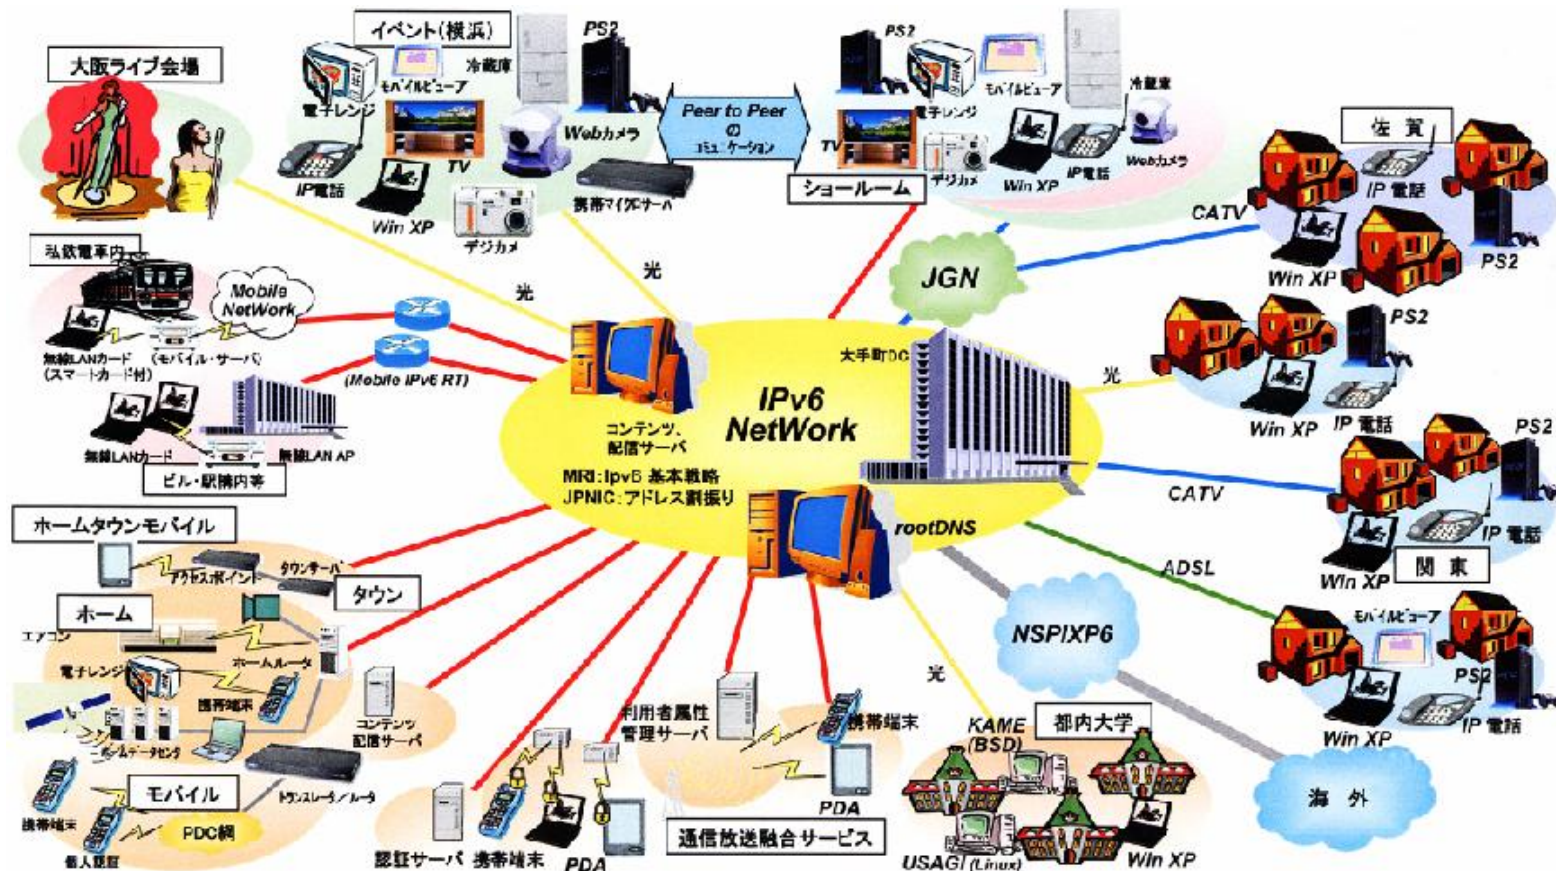 大阪ライブ会場
イベント(横浜)
PS2
冷蔵庫
モバイルビューア
電子レンジ
Webカメラ
TV
IP電話
Win XP
デジカメ
携帯マイクロサーバ
Peer to Peer
の
コミュニケーション
PS2
モバイルビューア
冷蔵庫
電子レンジ
TV
デジカメ
Win XP
IP電話
Webカメラ
ショールーム
佐賀
IP 電話
CATV
Win XP
PS2
私鉄電車内
Mobile
NetWork
無線LANカード
(スマートカード付)
(モバイル・サーバ)
(Mobile IPv6 RT)
無線LANカード
無線LAN AP
ビル・駅構内等
光
光
JGN
大手町DC
IPv6
NetWork
コンテンツ、
配信サーバ
MRI:Ipv6 基本戦略
JPNIC:アドレス割振り
rootDNS
光
PS2
Win XP
IP 電話
CATV
PS2
IP 電話
Win XP
関東
ADSL
モバイルビューア
PS2
IP 電話
Win XP
ホームタウンモバイル
アクセスポイント
タウンサーバ
タウン
ホーム
エアコン
ホームルータ
電子レンジ
携帯端末
ホームデータセンタ
コンテンツ
配信サーバ
モバイル
トランスレータ/ルータ
携帯端末
PDC網
個人認証
認証サーバ
携帯端末
PDA
利用者属性
管理サーバ
携帯端末
PDA
通信放送融合サービス
光
KAME
(BSD)
都内大学
USAGI (Linux)
Win XP
NSPIXP6
海外